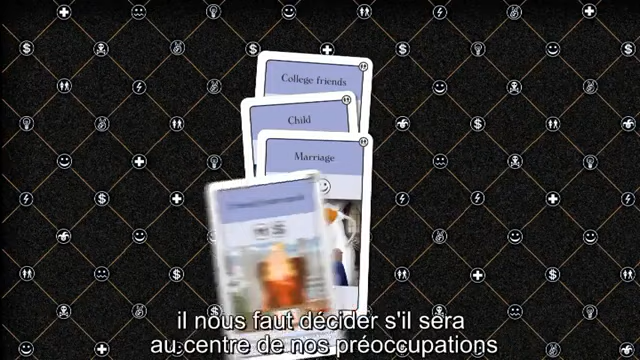 College friends
Child
Marriage
il nous faut décider s'il sera
au centre de nos préoccupations